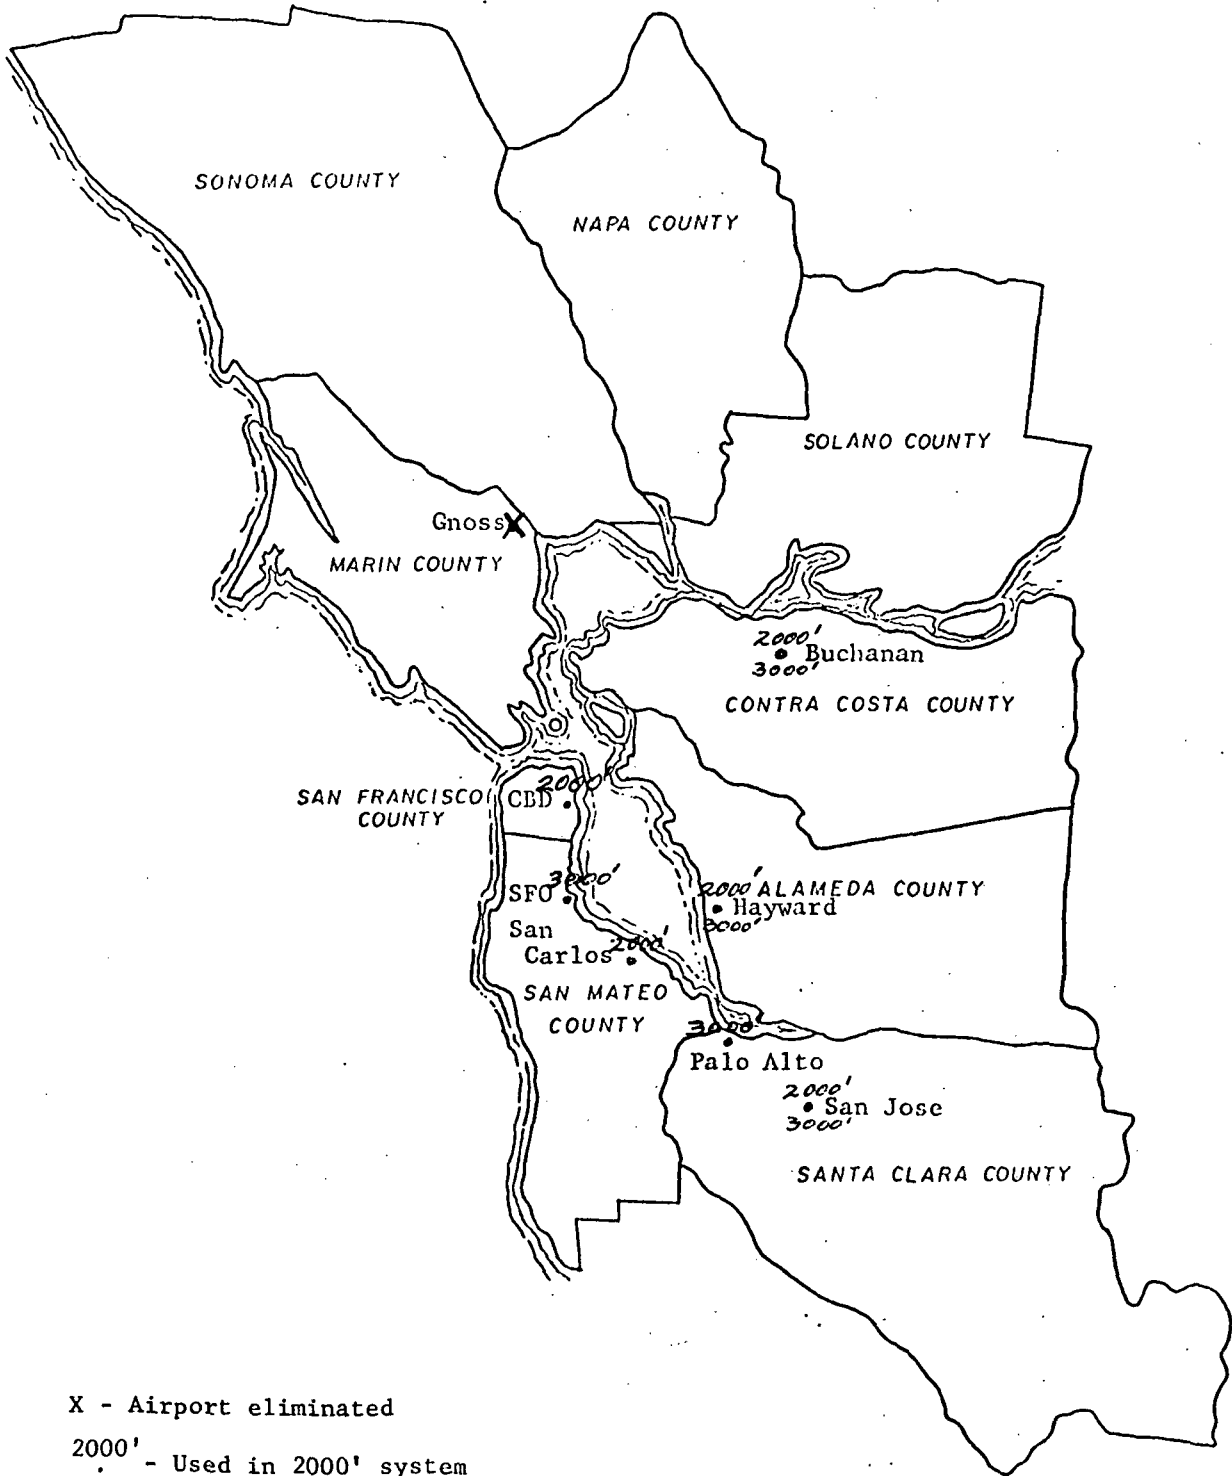 SONOMA COUNTY
NAPA COUNTY
SOLANO COUNTY
Gnoss X
MARIN COUNTY
2000'
Buchanan
3000'
CONTRA COSTA COUNTY
2000'
SAN FRANCISCO
COUNTY
CBD
3000'
SFO
2000'
ALAMEDA COUNTY
Hayward
3000'
San
Carlos
2000'
SAN MATEO
COUNTY
3000'
Palo Alto
2000'
San Jose
3000'
SANTA CLARA COUNTY
X - Airport eliminated
2000' - Used in 2000' system